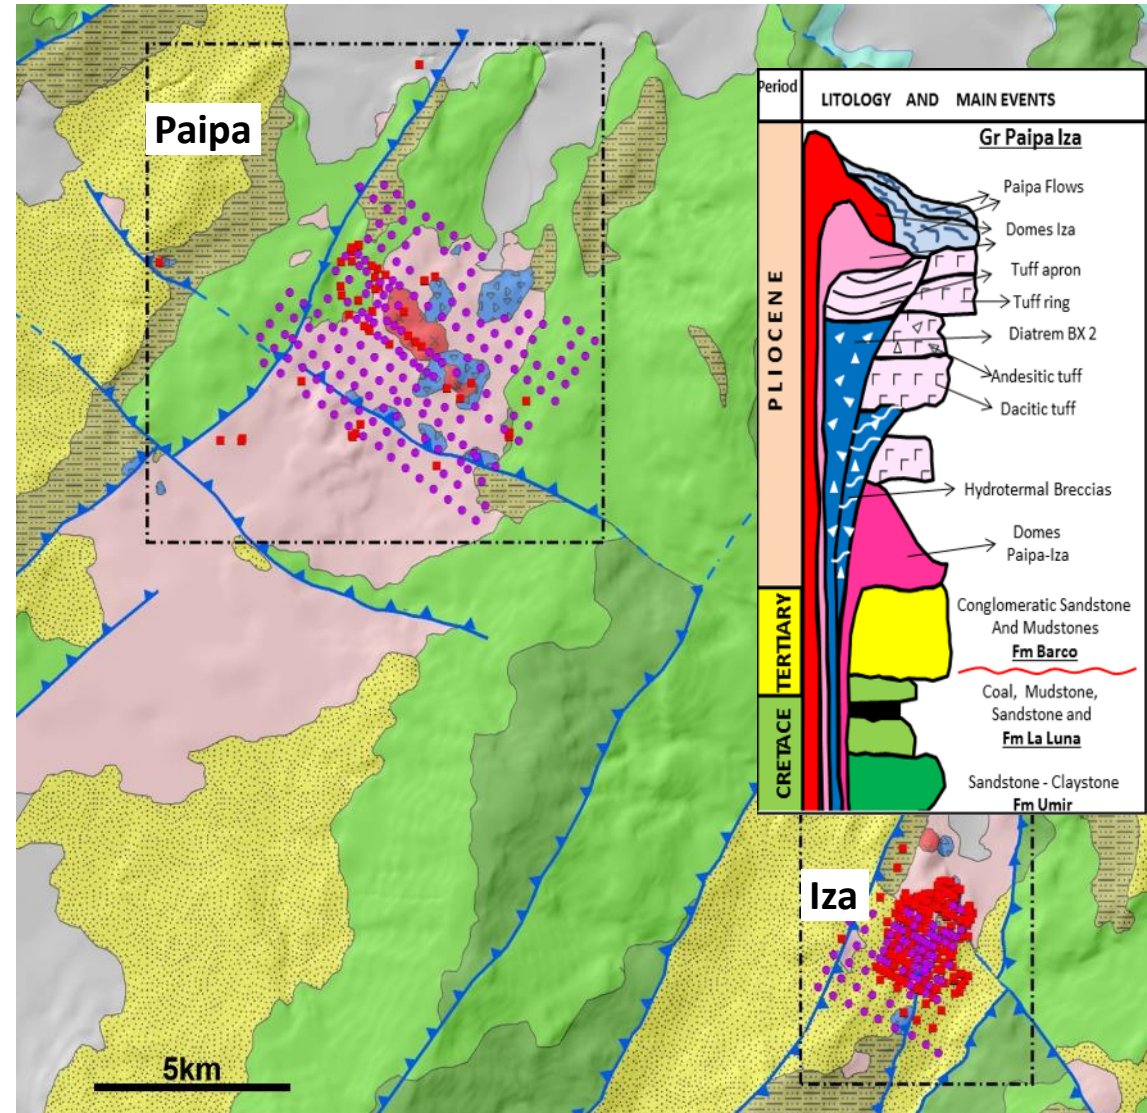 Paipa
Period
LITOLOGY AND MAIN EVENTS
Gr Paipa Iza
Paipa Flows
Domes Iza
Tuff apron
Tuff ring
Diatrem BX 2
Andesitic tuff
Dacitic tuff
Hydrotermal Breccias
Domes
Paipa-Iza
PLIOCENE
Conglomeratic Sandstone
And Mudstones
Fm Barco
TERTIARY
Coal, Mudstone,
Sandstone and
Fm La Luna
CRETACE
Sandstone - Claystone
Fm Umir
Iza
5km